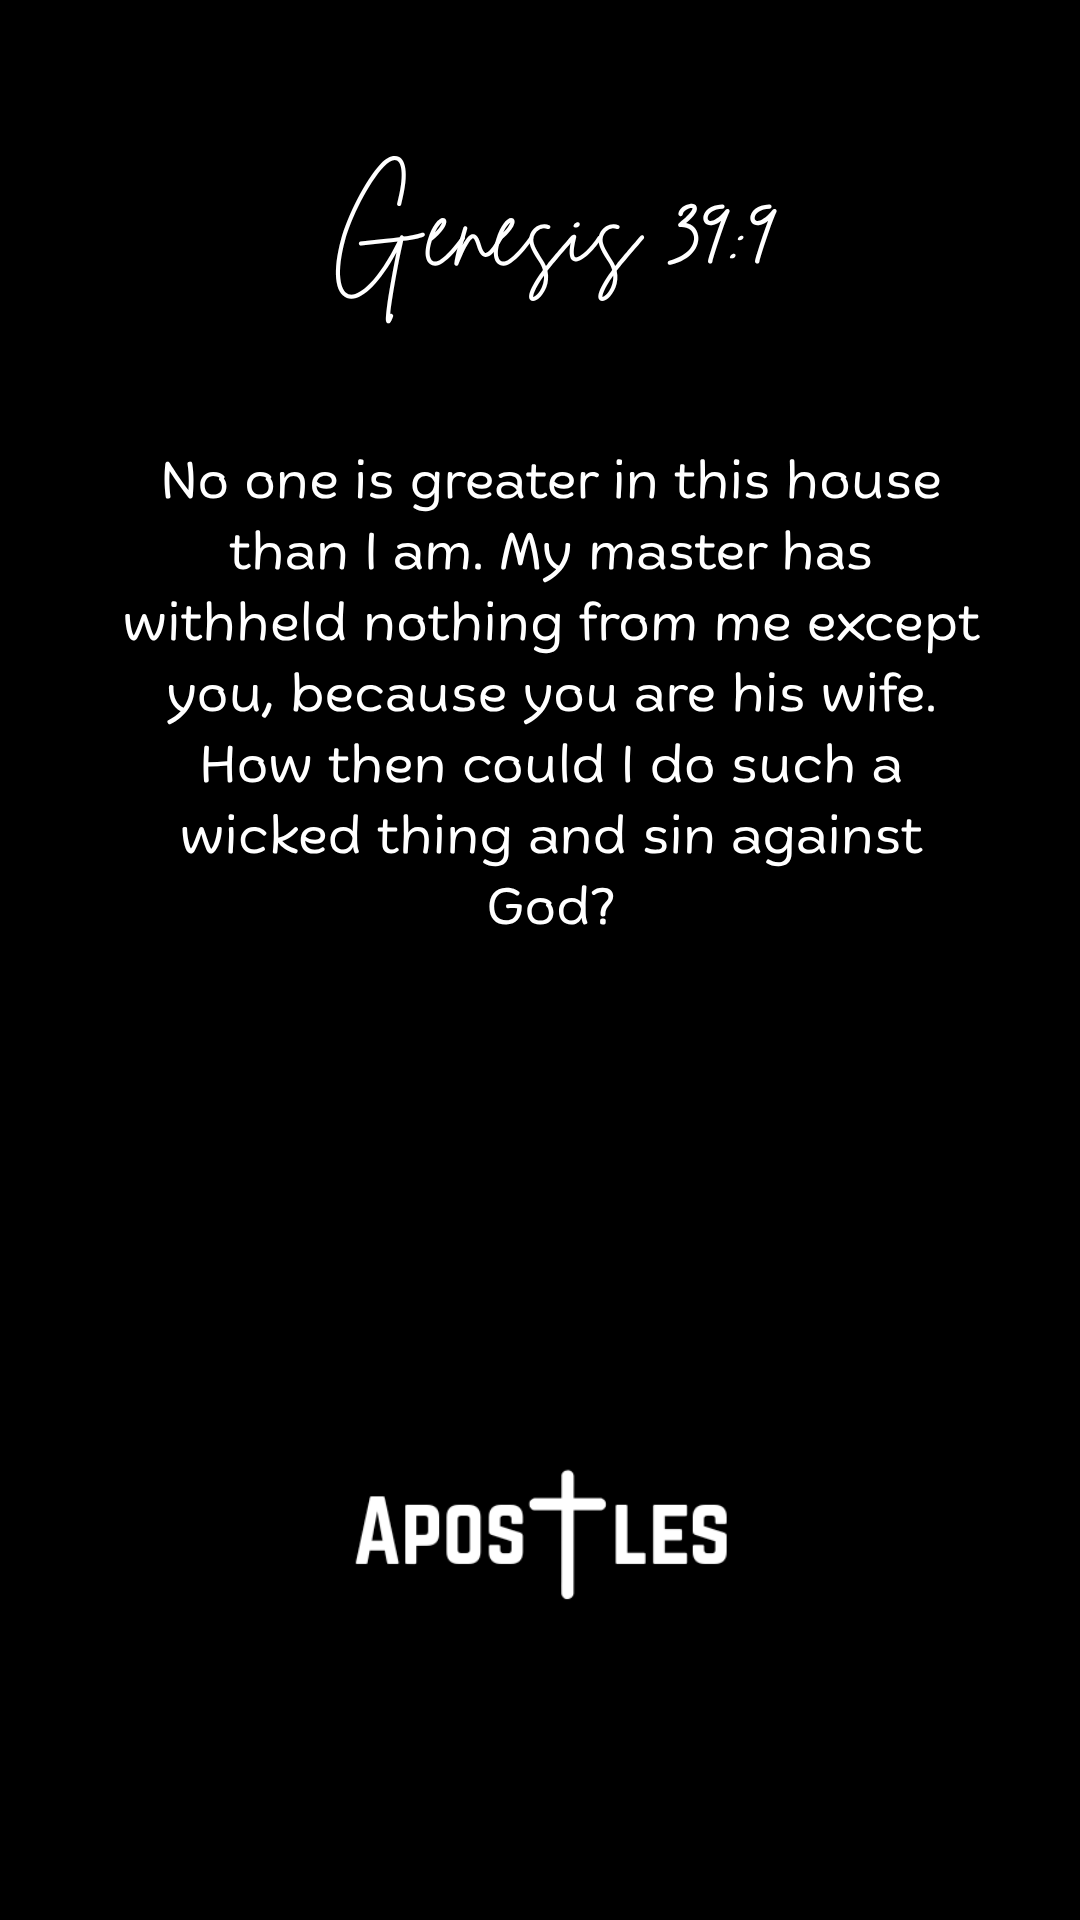 Genesis 39:9
No one is greater in this house
than I am. My master has
withheld nothing from me except
you, because you are his wife.
How then could I do such a
wicked thing and sin against
God?
APOSTLES